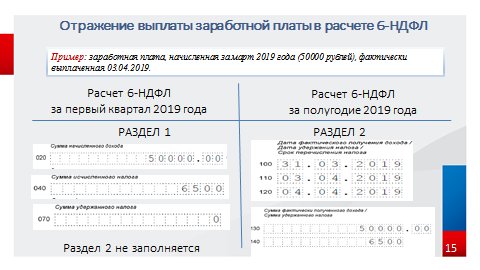 Отражение выплаты заработной платы в расчете 6-НДФЛ
Пример: заработная плата, начисленная за март 2019 года (50000 рублей), фактически
выплаченная 03.04.2019.
Расчет 6-НДФЛ
за первый квартал 2019 года
РАЗДЕЛ 1
Сумма начисленного дохода
020 50000.00
Сумма исчисленного налога
040 6500
Сумма удержанного налога
070 0
Раздел 2 не заполняется
Расчет 6-НДФЛ
за полугодие 2019 года
РАЗДЕЛ 2
Дата фактического получения дохода /
Дата удержания налога /
Срок перечисления налога
100 31.03.2019
110 03.04.2019
120 04.04.2019
Сумма фактически полученного дохода /
Сумма удержанного налога
130 50000.00
140 6500
15